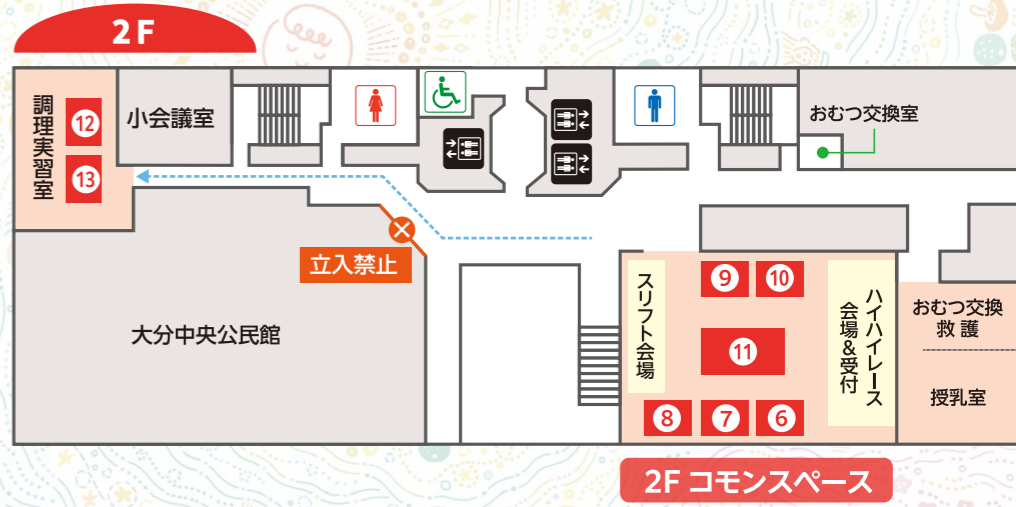 2F
調理実習室
⑫
⑬
小会議室
おむつ交換室
立入禁止
大分中央公民館
スリフト会場
⑨
⑩
⑪
⑧
⑦
⑥
ハイハイレース
会場&受付
おむつ交換
救護
授乳室
2F コモンスペース